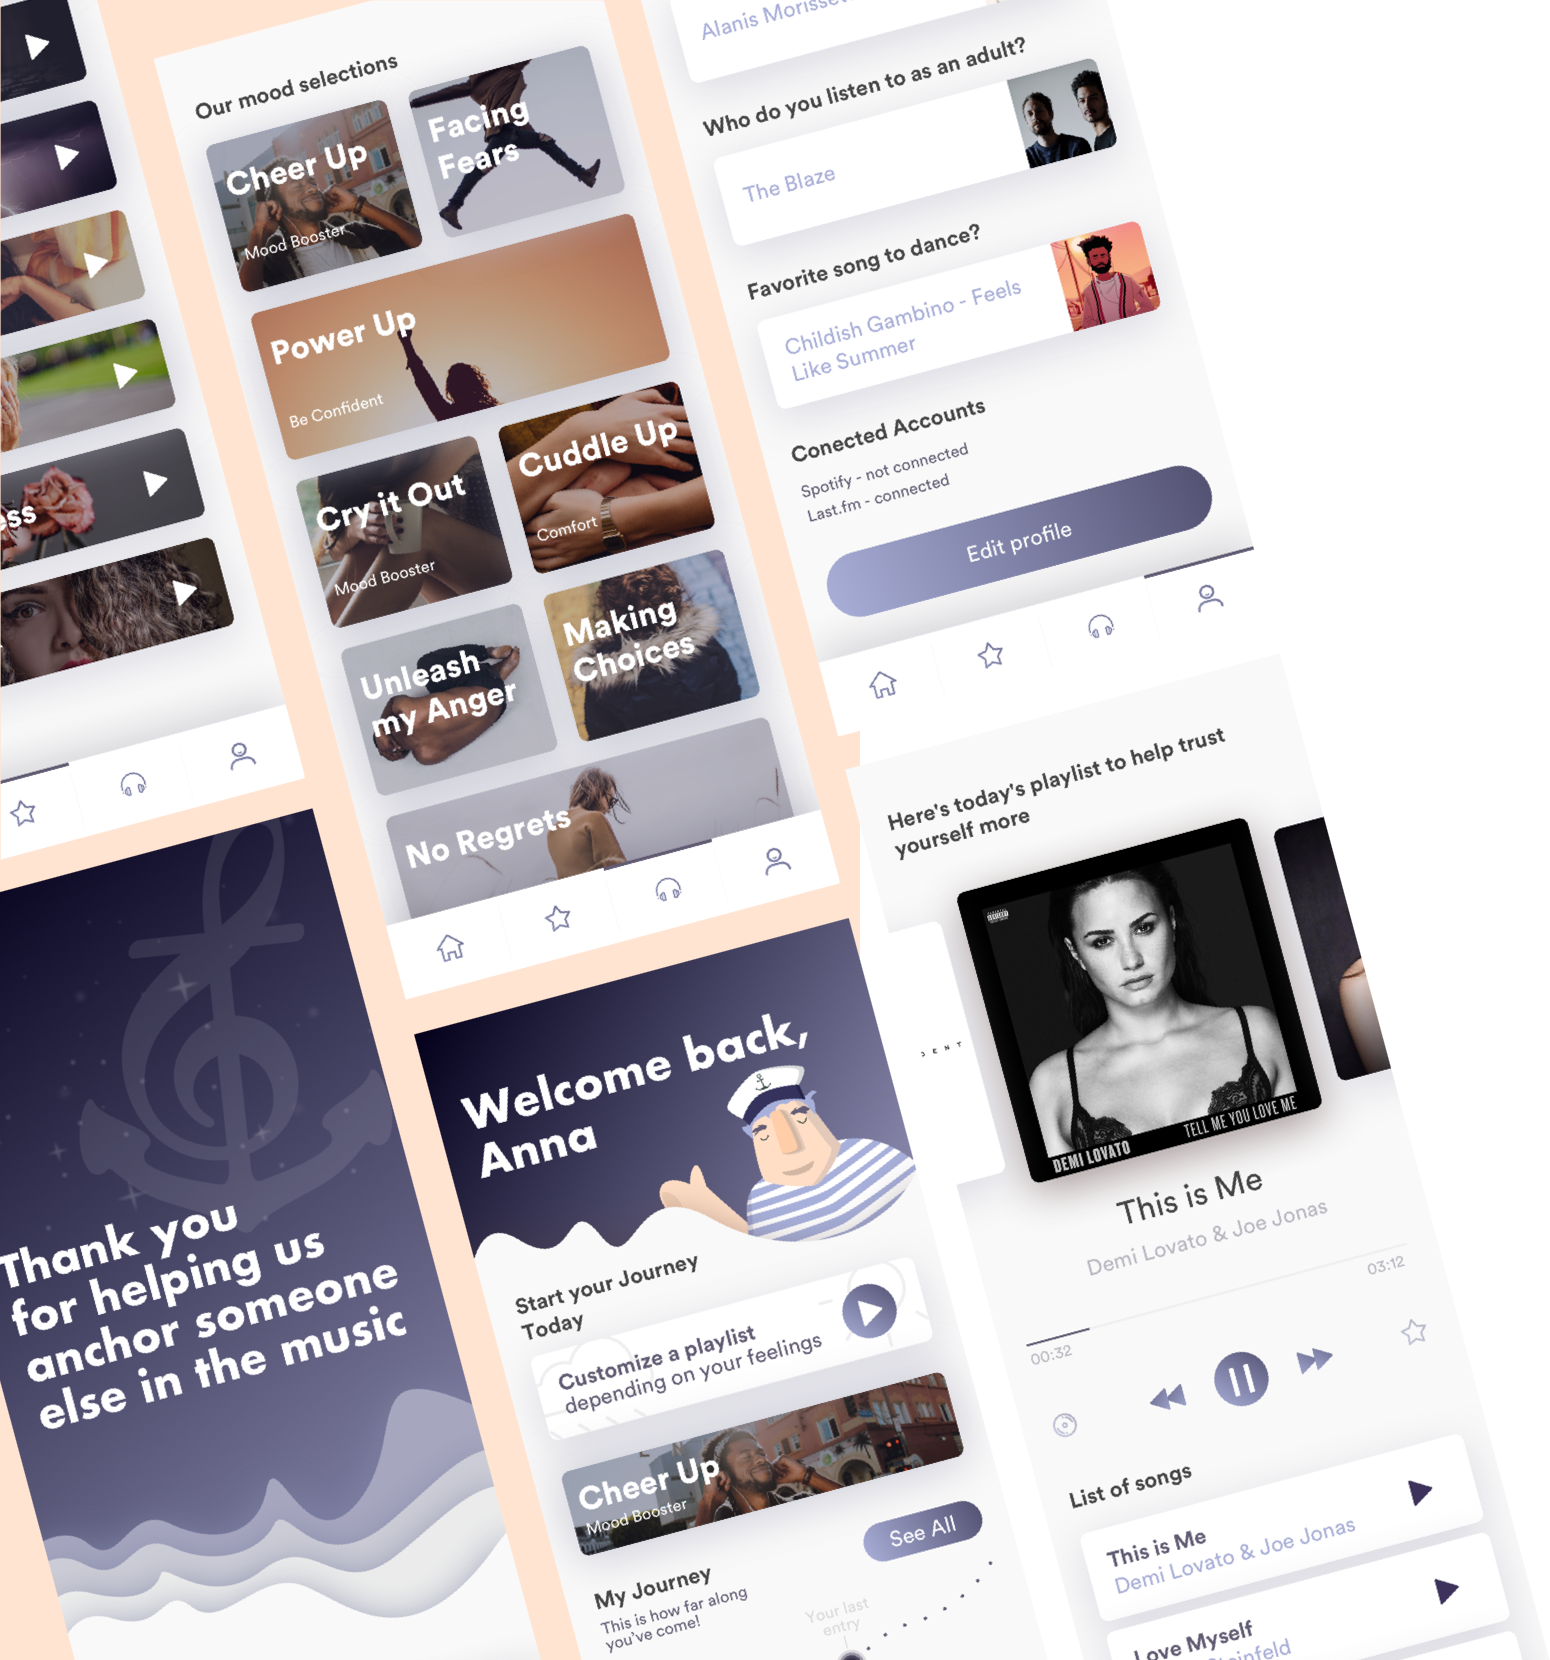 ess
Our mood selections
Cheer Up
Mood Booster
Facing
Fears
Power Up
Be Confident
Cry it Out
Mood Booster
Cuddle Up
Comfort
Unleash
my Anger
Making
Choices
No Regrets
Alanis
Who do you listen to as an adult?
The Blaze
Favorite song to dance?
Childish Gambino - Feels
Like Summer
Conected Accounts
Spotify - not connected
Last.fm - connected
Edit profile
Thank you
for helping us
anchor someone
else in the music
Welcome back,
Anna
Start your Journey
Today
Customize a playlist
depending on your feelings
Cheer Up
Mood Booster
See All
My Journey
This is how far along
you've come!
Your last
entry
Here's today's playlist to help trust
yourself more
DENT
DEMI LOVATO
TELL ME YOU LOVE ME
This is Me
Demi Lovato & Joe Jonas
00:32
03:12
List of songs
This is Me
Demi Lovato & Joe Jonas
Love Myself